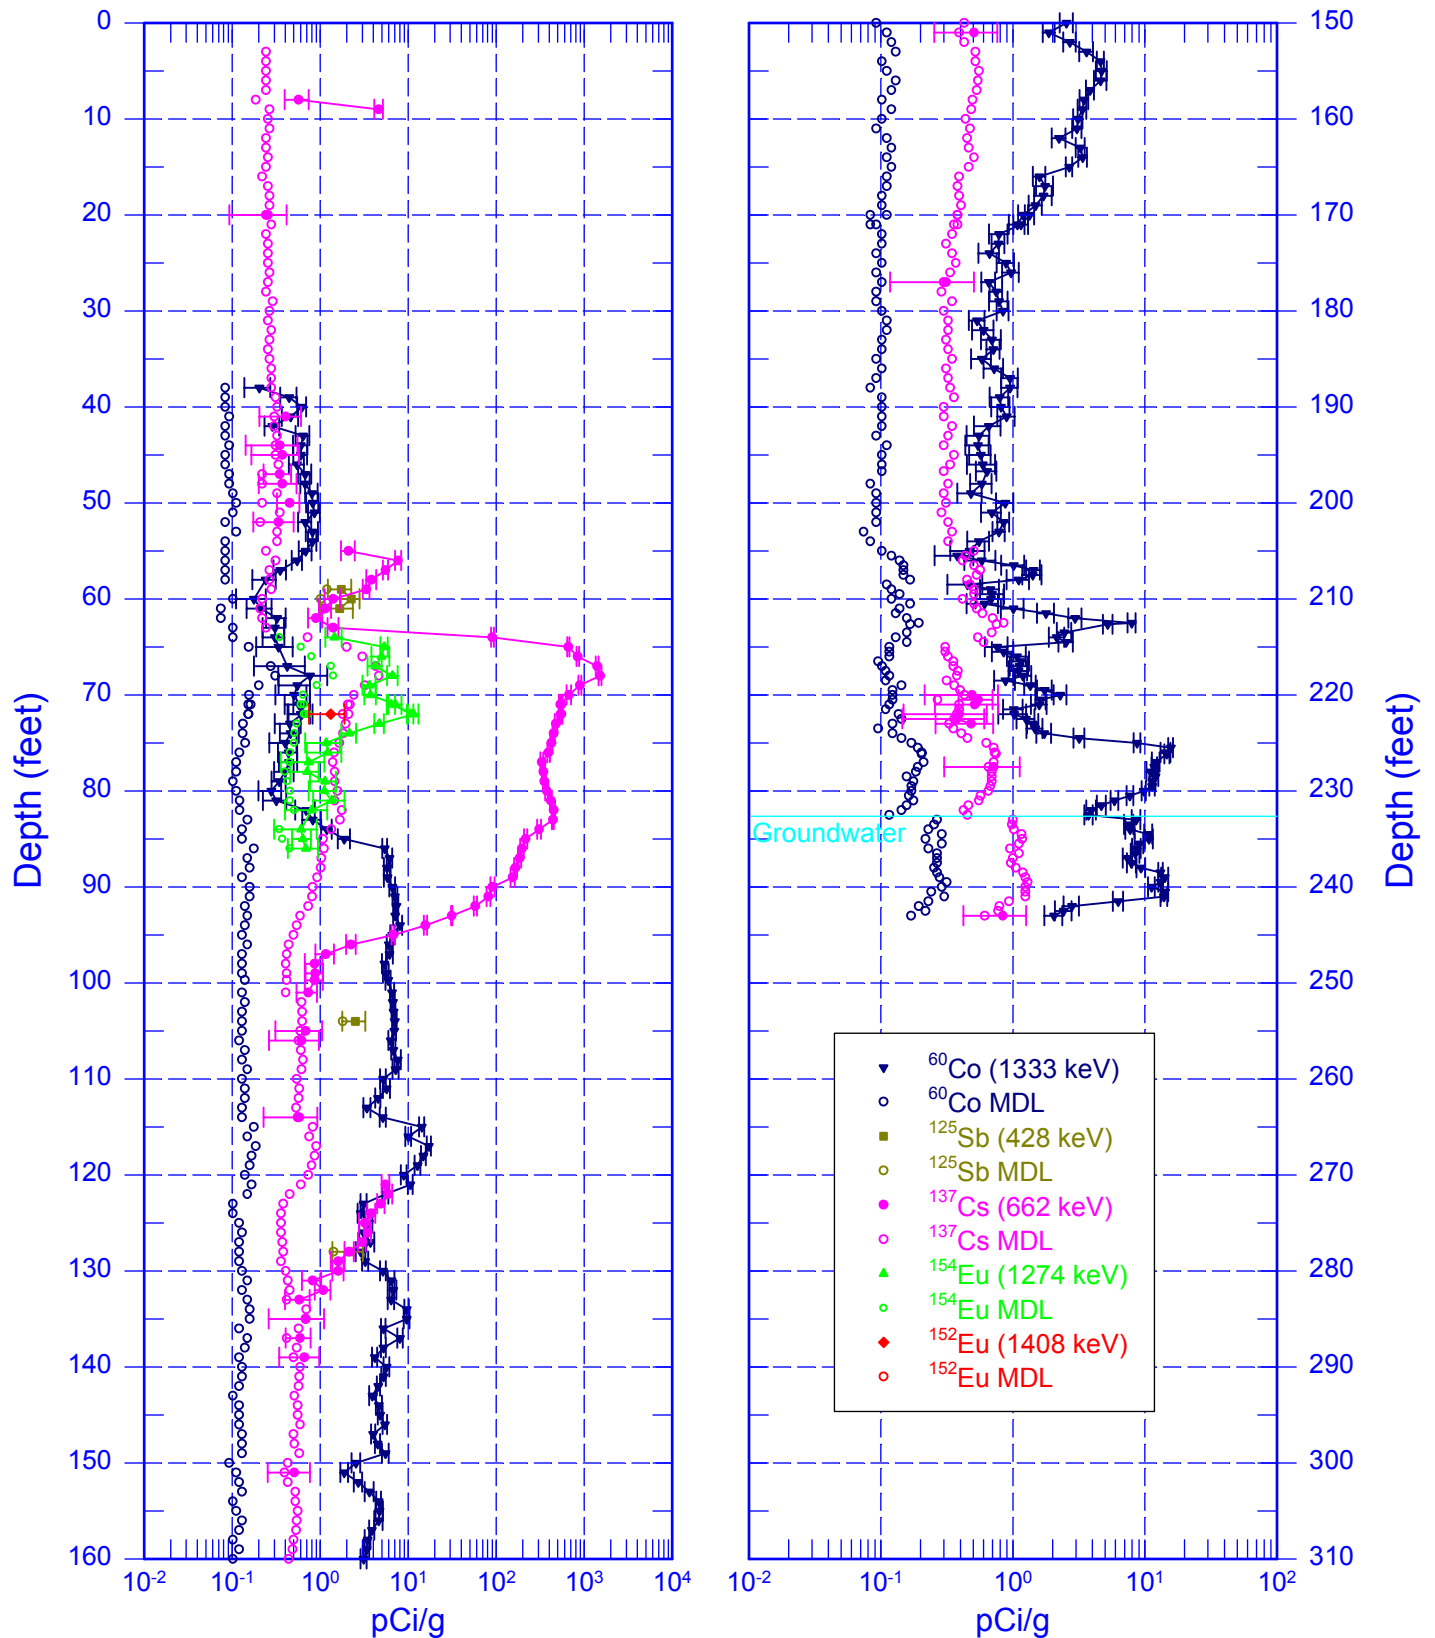 0
10
20
30
40
50
60
70
80
90
100
110
120
130
140
150
160
Depth (feet)
10⁻² 10⁻¹ 10⁰ 10¹ 10² 10³ 10⁴
pCi/g
150
160
170
180
190
200
210
220
230
240
250
260
270
280
290
300
310
Depth (feet)
Groundwater
⁶⁰Co (1333 keV)
⁶⁰Co MDL
¹²⁵Sb (428 keV)
¹²⁵Sb MDL
¹³⁷Cs (662 keV)
¹³⁷Cs MDL
¹⁵⁴Eu (1274 keV)
¹⁵⁴Eu MDL
¹⁵²Eu (1408 keV)
¹⁵²Eu MDL
10⁻² 10⁻¹ 10⁰ 10¹ 10²
pCi/g